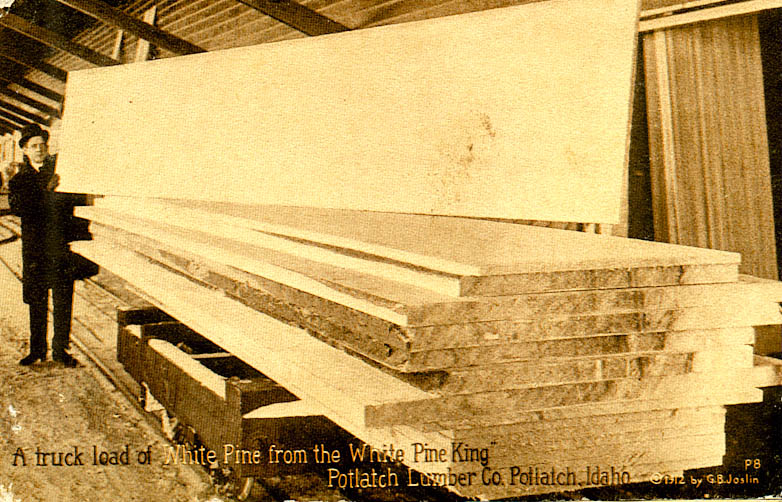 A truck load of "White Pine from the White Pine King"
Potlatch Lumber Co. Potlatch, Idaho
P8
©1912 by G.B. Joslin